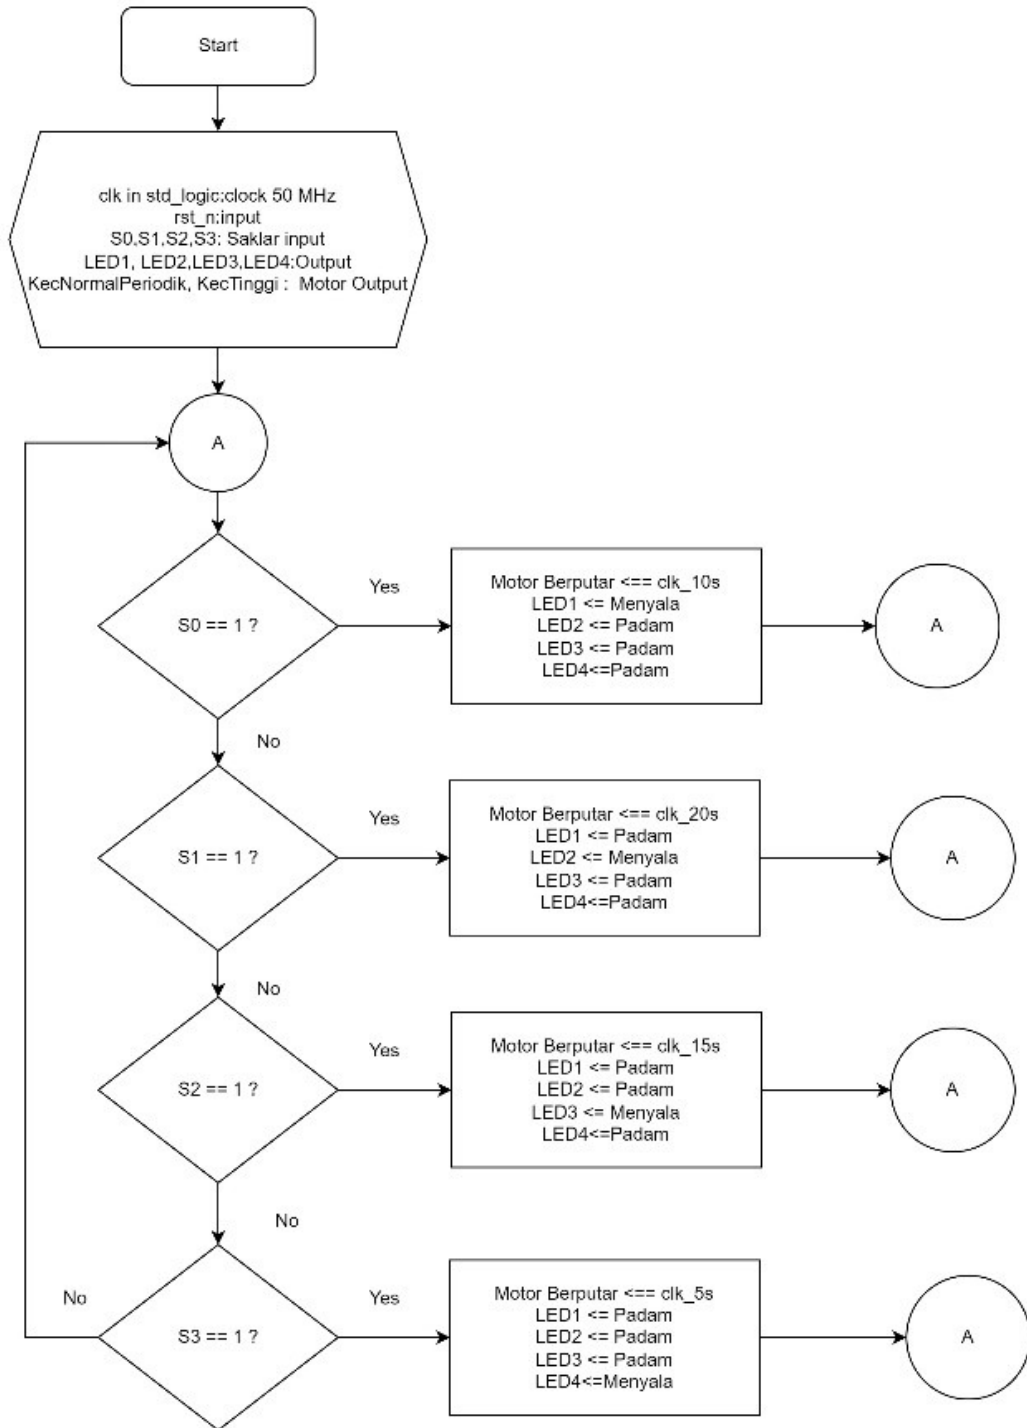 Start
clk in std_logic:clock 50 MHz
rst_n:input
S0,S1,S2,S3: Saklar input
LED1, LED2,LED3,LED4:Output
KecNormalPeriodik, KecTinggi : Motor Output
A
S0 == 1 ?
Yes
Motor Berputar <== clk_10s
LED1 <= Menyala
LED2 <= Padam
LED3 <= Padam
LED4<=Padam
A
No
S1 == 1 ?
Yes
Motor Berputar <== clk_20s
LED1 <= Padam
LED2 <= Menyala
LED3 <= Padam
LED4<=Padam
A
No
S2 == 1 ?
Yes
Motor Berputar <== clk_15s
LED1 <= Padam
LED2 <= Padam
LED3 <= Menyala
LED4<=Padam
A
No
No
S3 == 1 ?
Yes
Motor Berputar <== clk_5s
LED1 <= Padam
LED2 <= Padam
LED3 <= Padam
LED4<=Menyala
A